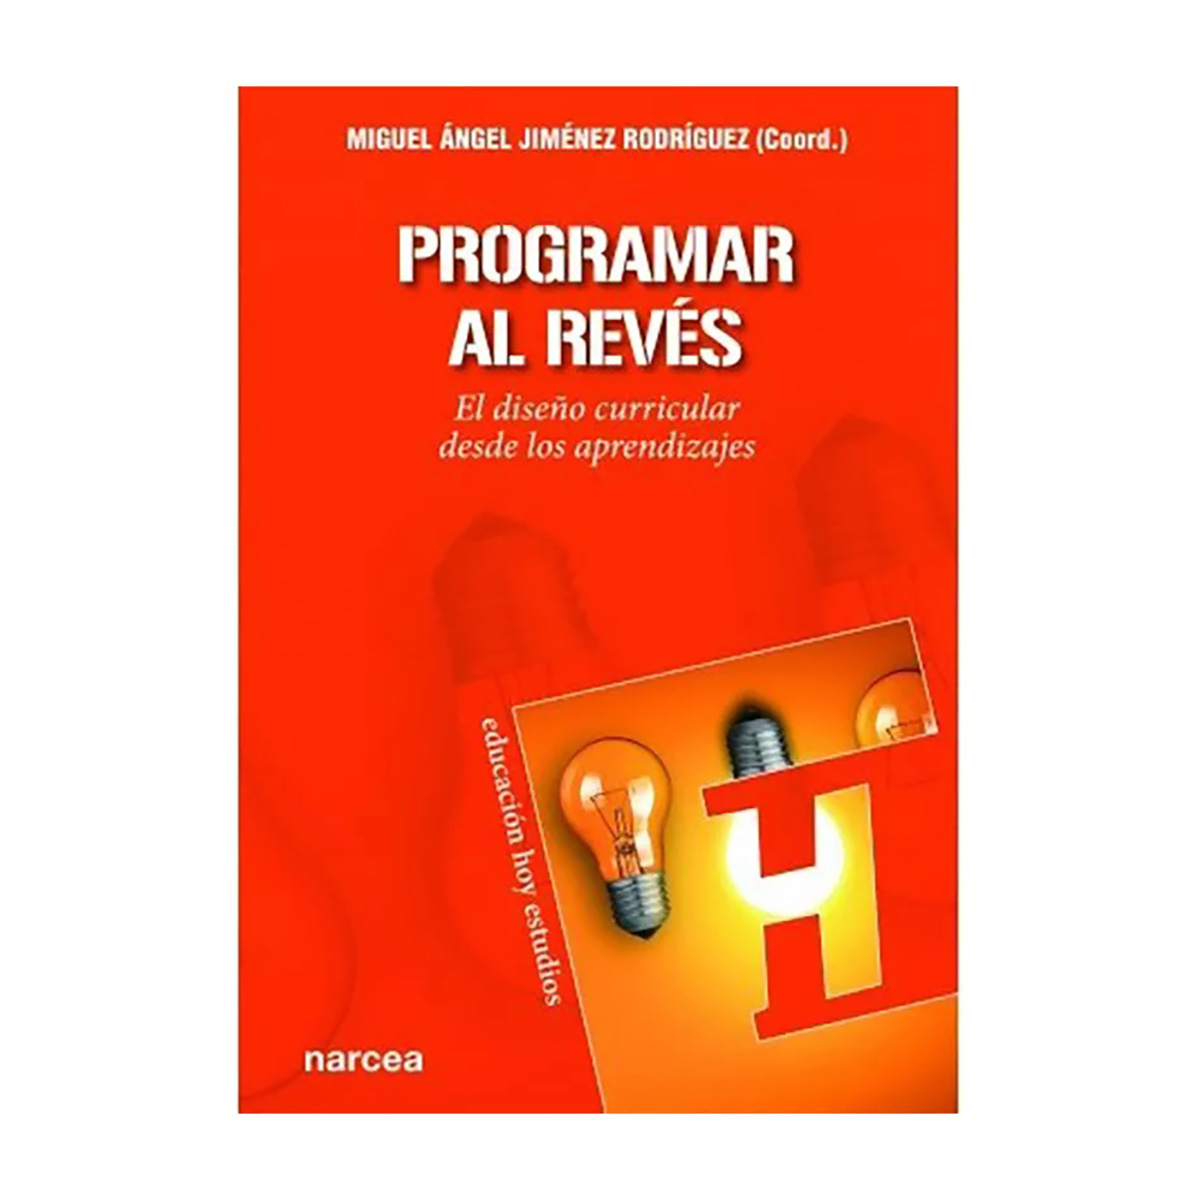 MIGUEL ÁNGEL JIMÉNEZ RODRÍGUEZ (Coord.)
PROGRAMAR
AL REVÉS
El diseño curricular
desde los aprendizajes
educación hoy estudios
H
narcea